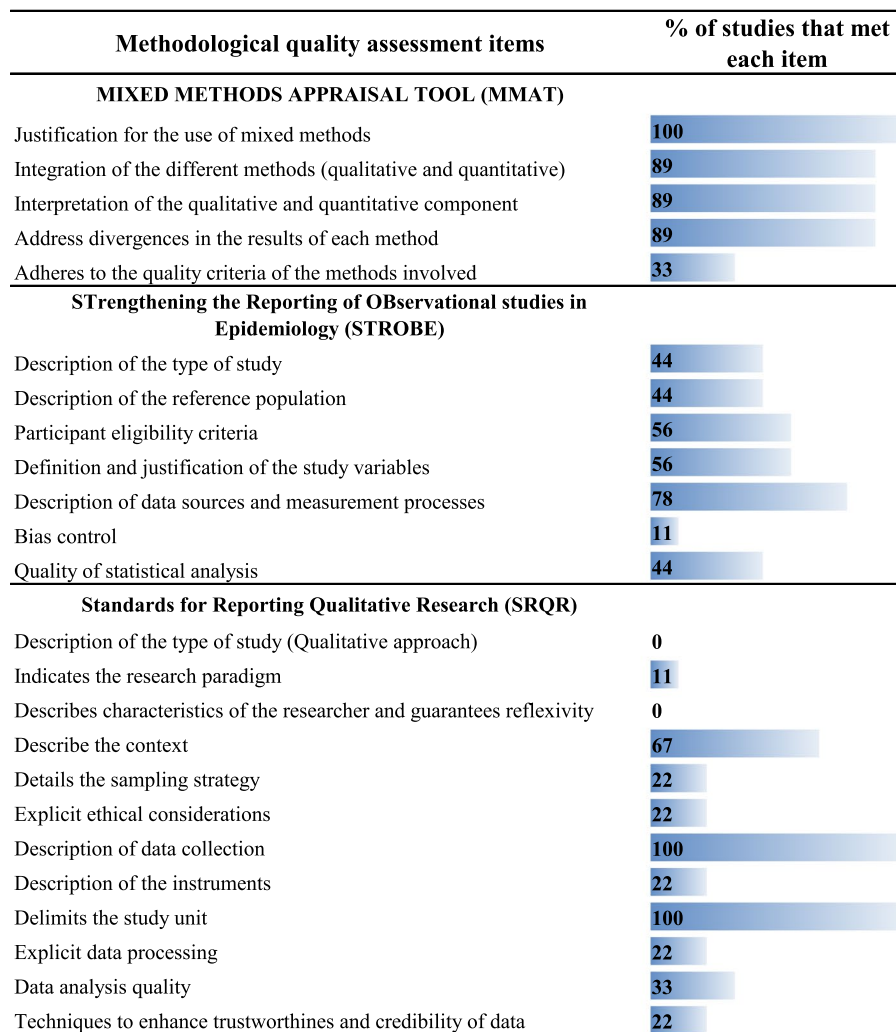 Methodological quality assessment items
% of studies that met
each item
MIXED METHODS APPRAISAL TOOL (MMAT)
Justification for the use of mixed methods 100
Integration of the different methods (qualitative and quantitative) 89
Interpretation of the qualitative and quantitative component 89
Address divergences in the results of each method 89
Adheres to the quality criteria of the methods involved 33
STrengthening the Reporting of OBservational studies in
Epidemiology (STROBE)
Description of the type of study 44
Description of the reference population 44
Participant eligibility criteria 56
Definition and justification of the study variables 56
Description of data sources and measurement processes 78
Bias control 11
Quality of statistical analysis 44
Standards for Reporting Qualitative Research (SRQR)
Description of the type of study (Qualitative approach) 0
Indicates the research paradigm 11
Describes characteristics of the researcher and guarantees reflexivity 0
Describe the context 67
Details the sampling strategy 22
Explicit ethical considerations 22
Description of data collection 100
Description of the instruments 22
Delimits the study unit 100
Explicit data processing 22
Data analysis quality 33
Techniques to enhance trustworthines and credibility of data 22